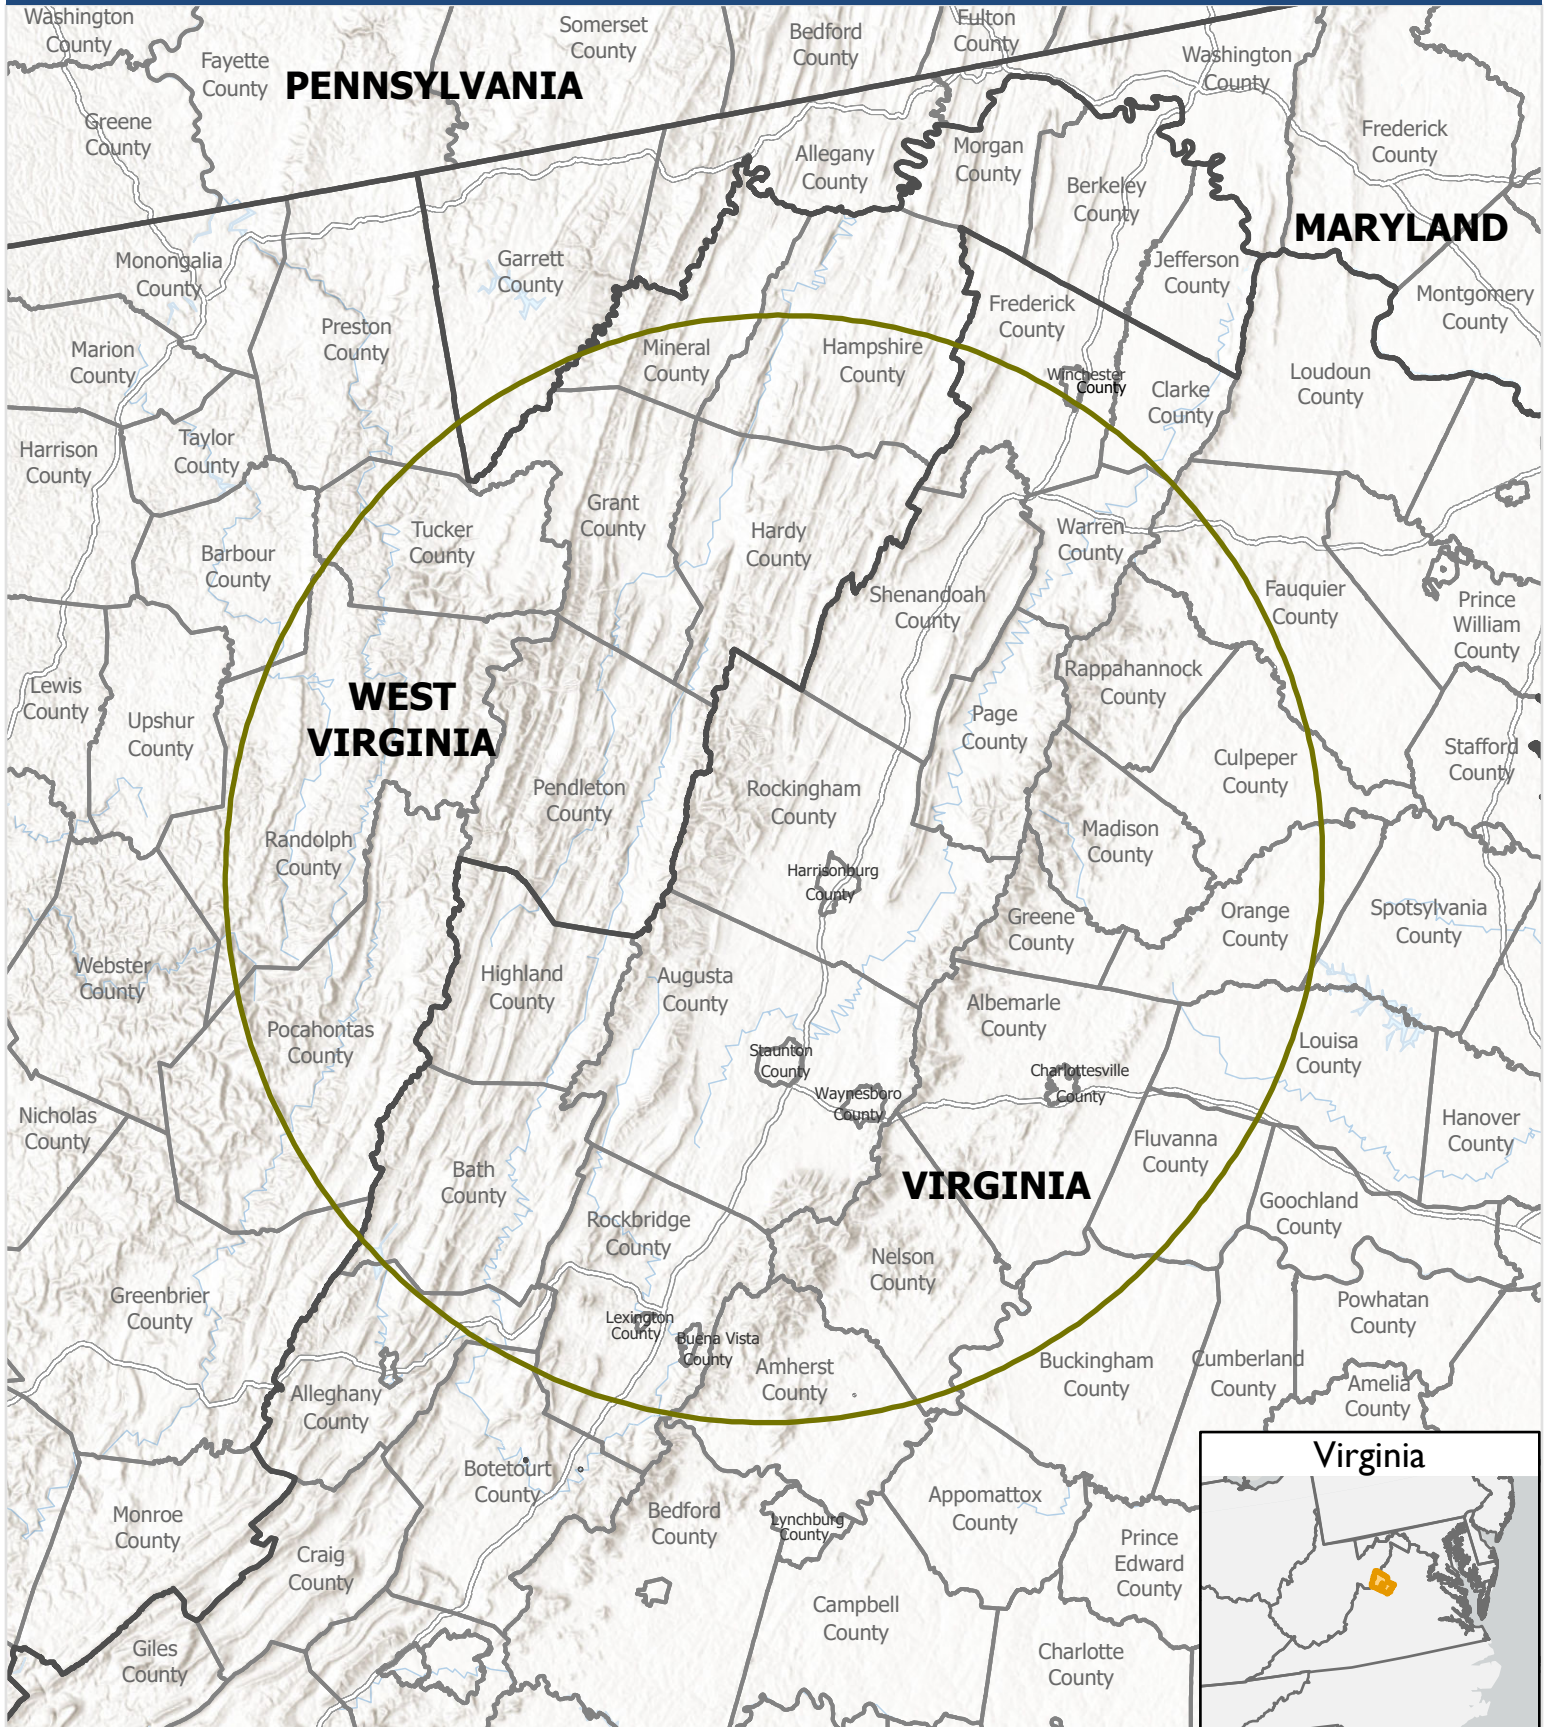 Washington
County
Fayette
County
Somerset
County
Bedford
County
Fulton
County
Washington
County
PENNSYLVANIA
Greene
County
Allegany
County
Morgan
County
Frederick
County
Berkeley
County
MARYLAND
Monongalia
County
Garrett
County
Jefferson
County
Montgomery
County
Preston
County
Frederick
County
Marion
County
Mineral
County
Hampshire
County
Winchester
County
Clarke
County
Loudoun
County
Harrison
County
Taylor
County
Grant
County
Tucker
County
Hardy
County
Warren
County
Barbour
County
Shenandoah
County
Fauquier
County
Prince
William
County
Lewis
County
Upshur
County
WEST
VIRGINIA
Rappahannock
County
Page
County
Stafford
County
Culpeper
County
Pendleton
County
Rockingham
County
Randolph
County
Madison
County
Harrisonburg
County
Greene
County
Orange
County
Spotsylvania
County
Webster
County
Highland
County
Augusta
County
Albemarle
County
Pocahontas
County
Staunton
County
Louisa
County
Charlottesville
County
Waynesboro
County
Nicholas
County
Hanover
County
Fluvanna
County
Bath
County
VIRGINIA
Goochland
County
Rockbridge
County
Nelson
County
Greenbrier
County
Powhatan
County
Lexington
County
Buena Vista
County
Amherst
County
Buckingham
County
Cumberland
County
Amelia
County
Alleghany
County
Virginia
Botetourt
County
Bedford
County
Appomattox
County
Monroe
County
Lynchburg
County
Prince
Edward
County
Craig
County
Campbell
County
Giles
County
Charlotte
County